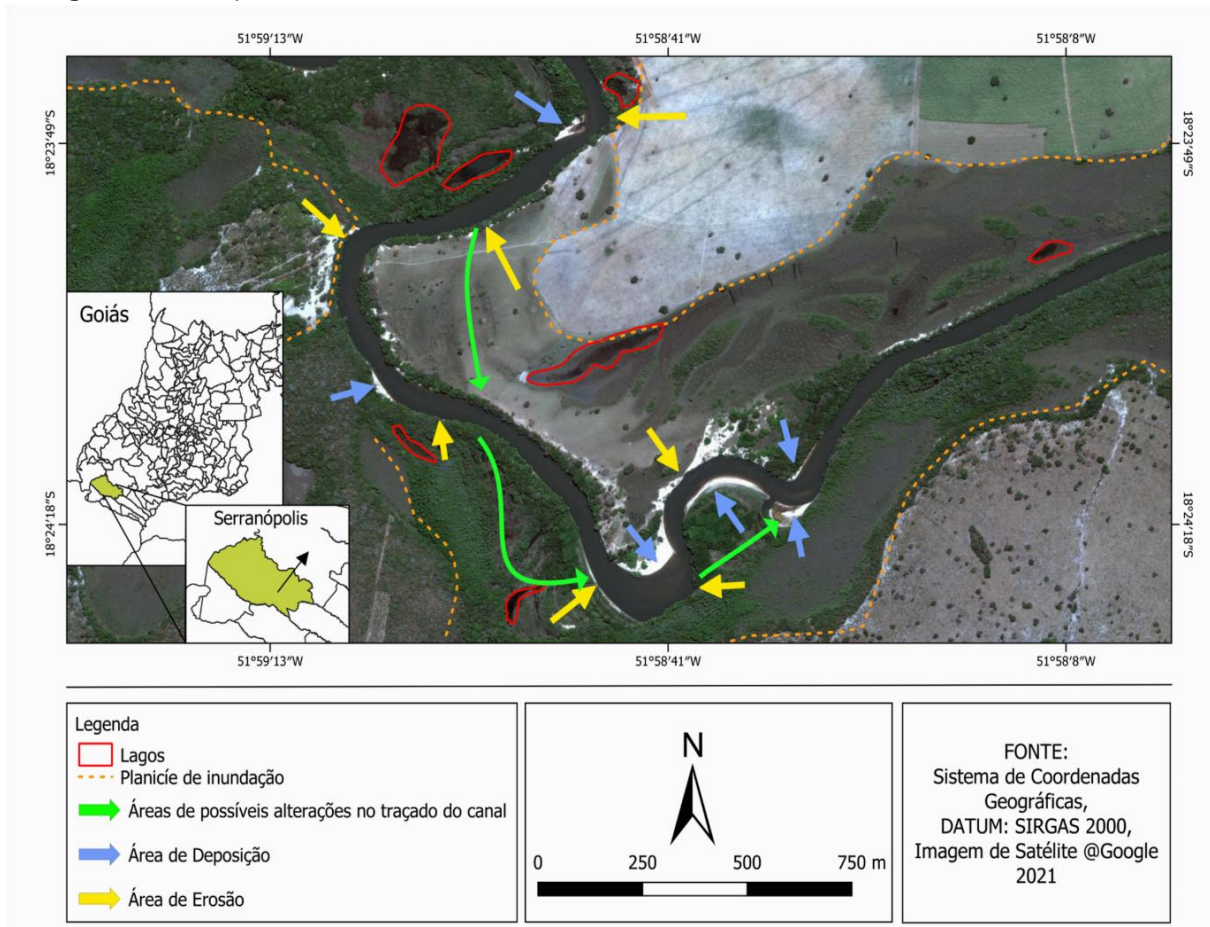 51°59'13"W
51°58'41"W
51°58'8"W
18°23'49"S
18°23'49"S
Goiás
Serranópolis
18°24'18"S
18°24'18"S
51°59'13"W
51°58'41"W
51°58'8"W
Legenda
Lagos
Planicíe de inundação
Áreas de possíveis alterações no traçado do canal
Área de Deposição
Área de Erosão
N
0 250 500 750 m
FONTE:
Sistema de Coordenadas
Geográficas,
DATUM: SIRGAS 2000,
Imagem de Satélite @Google
2021